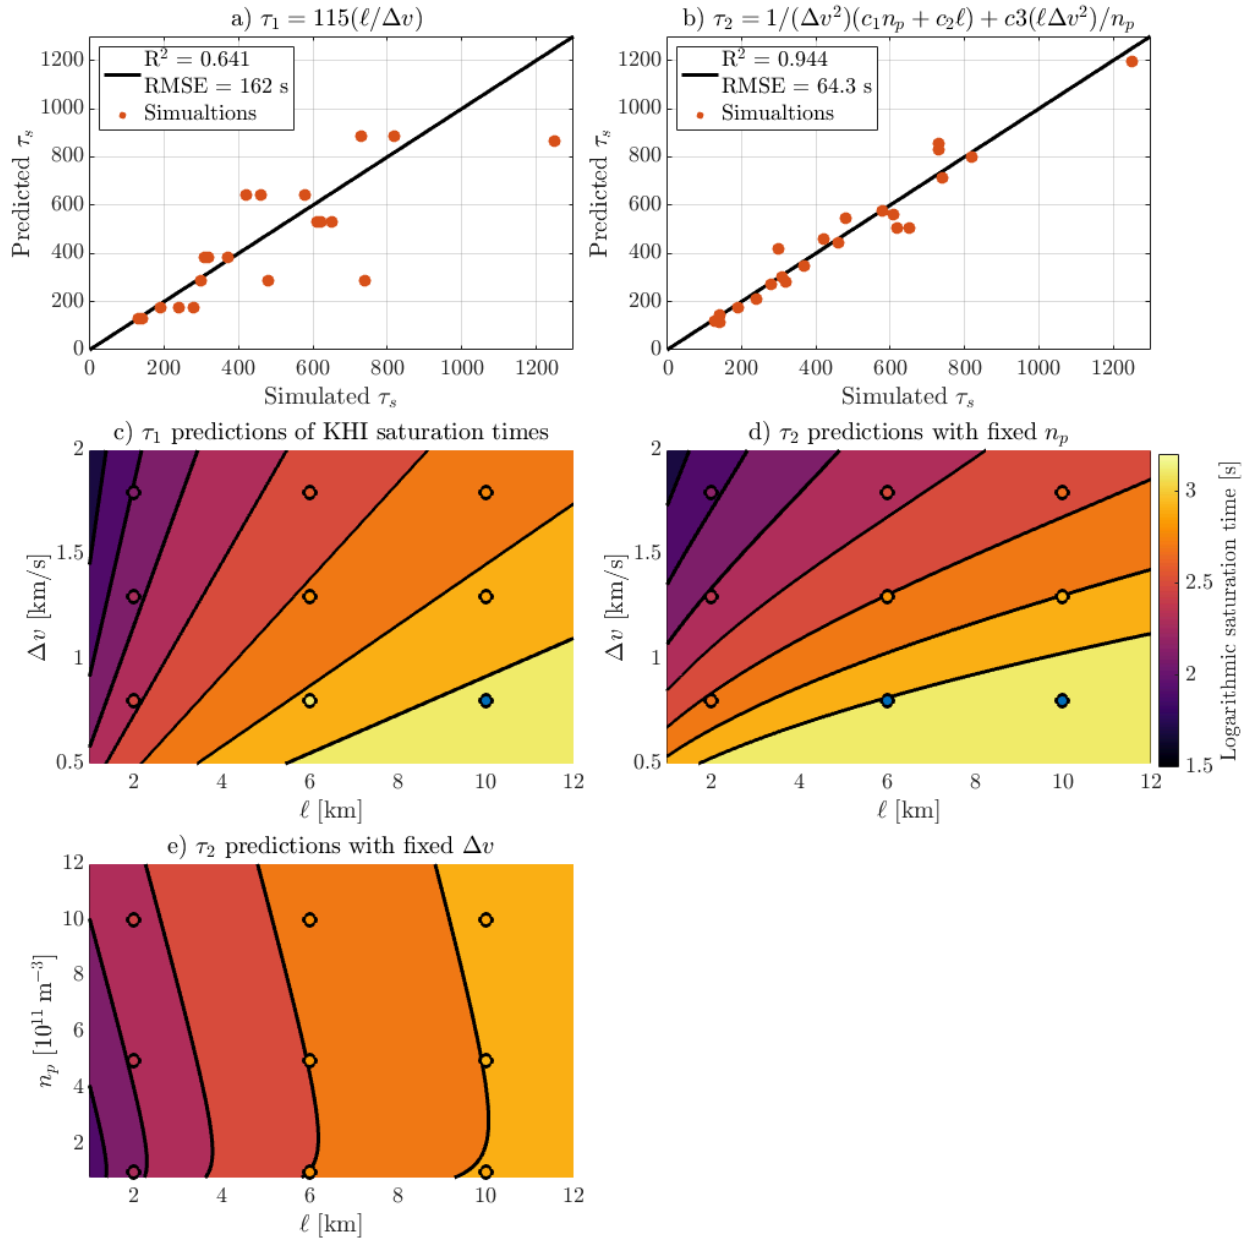 a) τ₁ = 115(ℓ/Δv)
R² = 0.641
RMSE = 162 s
Simualtions
Predicted τₛ
1200
1000
800
600
400
200
0
0 200 400 600 800 1000 1200
Simulated τₛ
b) τ₂ = 1/(Δv²)(c₁nₚ + c₂ℓ) + c3(ℓΔv²)/nₚ
R² = 0.944
RMSE = 64.3 s
Simualtions
Predicted τₛ
1200
1000
800
600
400
200
0
0 200 400 600 800 1000 1200
Simulated τₛ
c) τ₁ predictions of KHI saturation times
Δv [km/s]
2
1.5
1
0.5
2 4 6 8 10 12
ℓ [km]
d) τ₂ predictions with fixed nₚ
Δv [km/s]
2
1.5
1
0.5
2 4 6 8 10 12
ℓ [km]
3
2.5
2
1.5
Logarithmic saturation time [s]
e) τ₂ predictions with fixed Δv
nₚ [10¹¹ m⁻³]
12
10
8
6
4
2
2 4 6 8 10 12
ℓ [km]